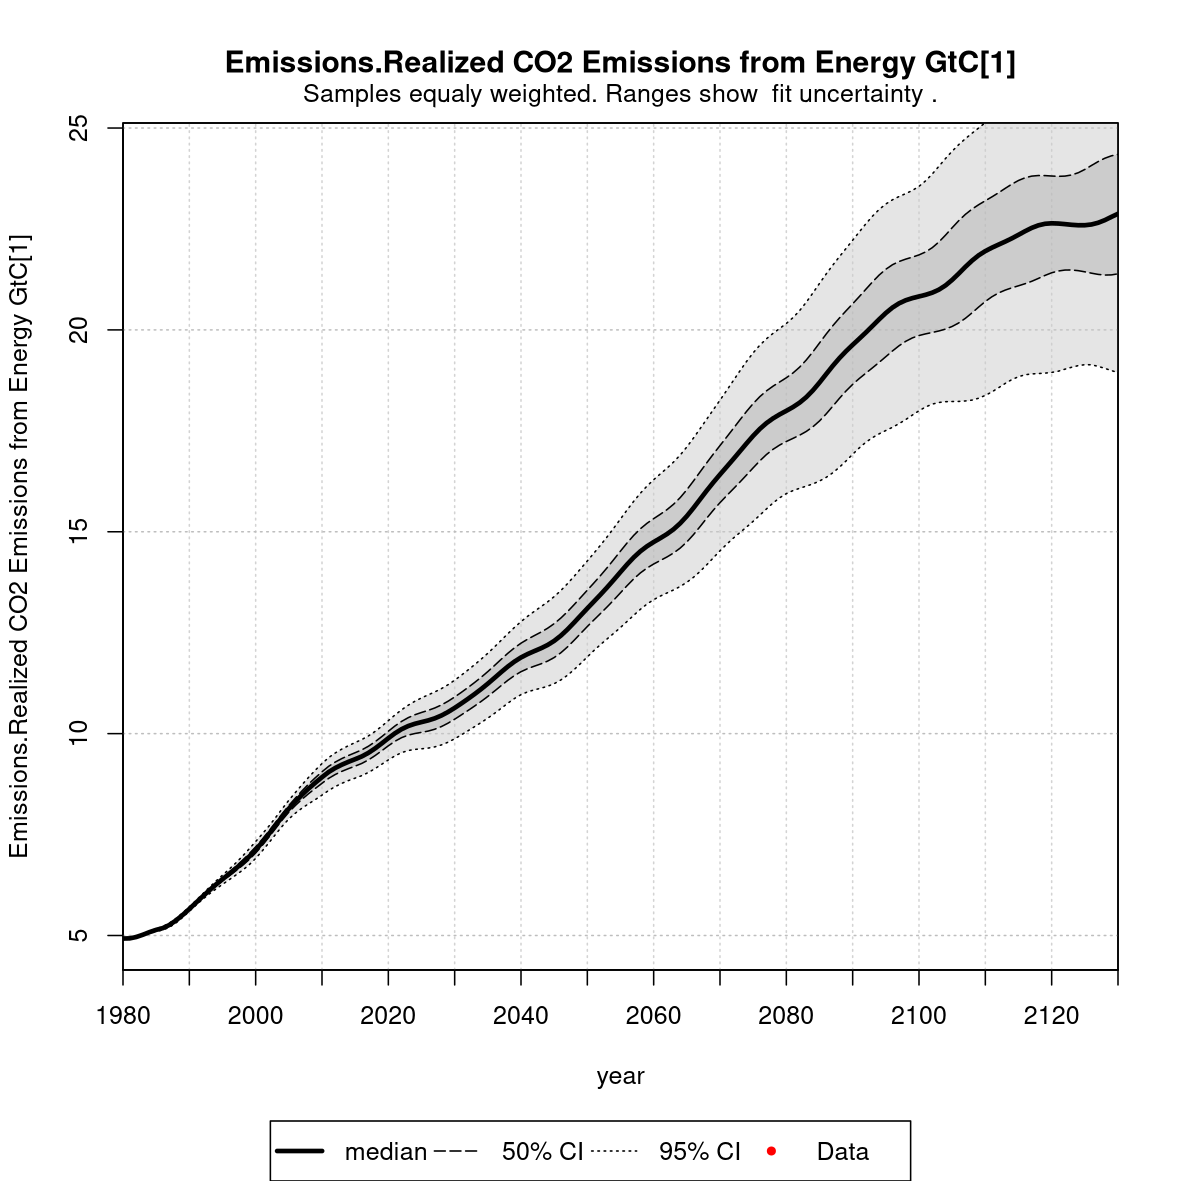 Emissions.Realized CO2 Emissions from Energy GtC[1]
Samples equaly weighted. Ranges show  fit uncertainty .
Emissions.Realized CO2 Emissions from Energy GtC[1]
25
20
15
10
5
1980 2000 2020 2040 2060 2080 2100 2120
year
median 50% CI 95% CI Data